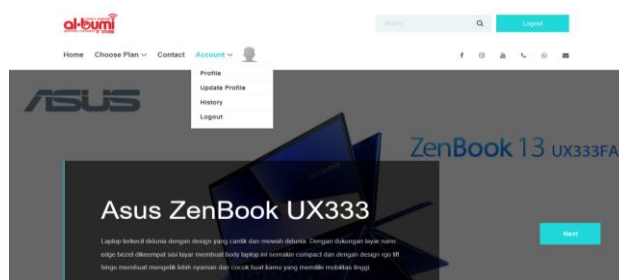 al-bumi
IT STORE
Search
Logout
Home Choose Plan Contact Account
Profile
Update Profile
History
Logout
ASUS
ZenBook 13 UX333FA
Asus ZenBook UX333
Laptop terkecil didunia dengan design yang cantik dan mewah didunia. Dengan dukungan layar nano
edge bezel dikeempat sisi layar membuat body laptop ini semakin compact dan dengan design rgo lift
hinge membuat mengetik lebih nyaman dan cocok buat kamu yang memiliki mobilitas tinggi.
Next